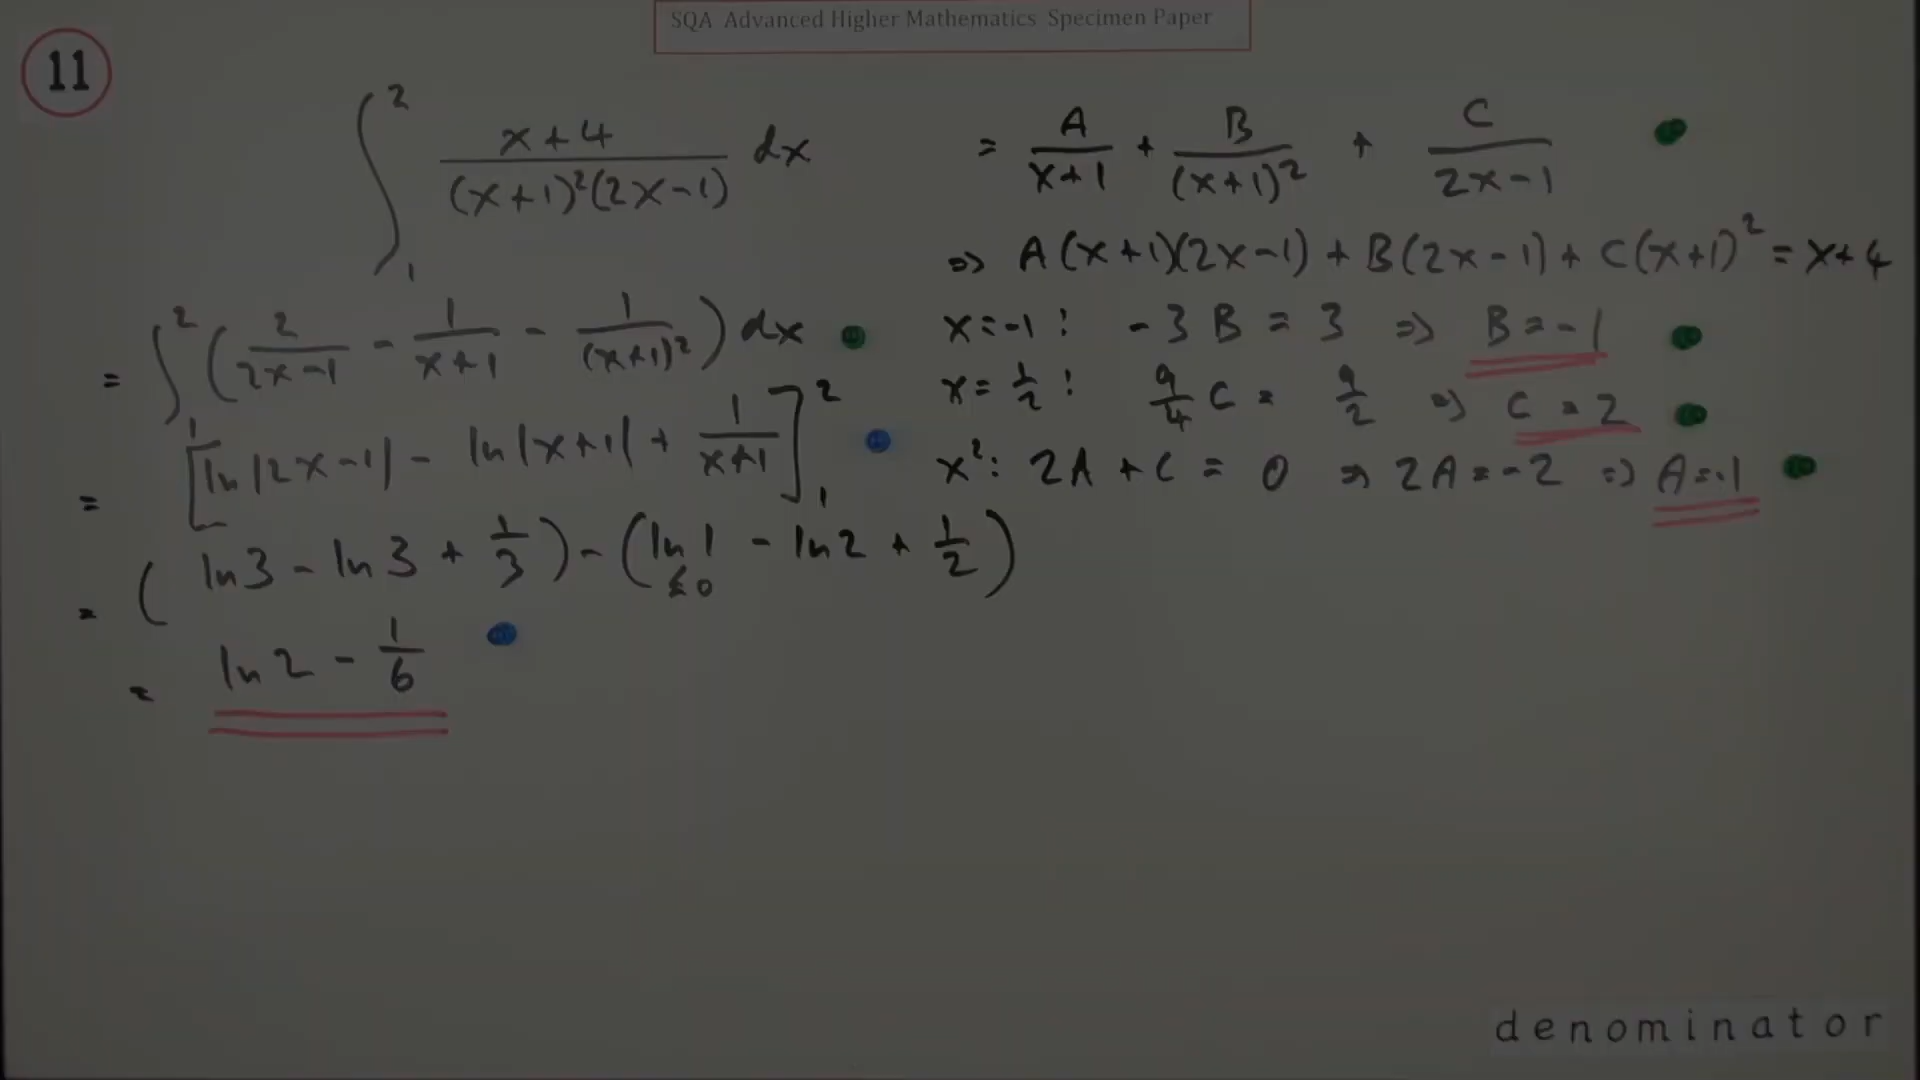 SQA Advanced Higher Mathematics Specimen Paper
11
∫₁² (x+4)/((x+1)²(2x-1)) dx = A/(x+1) + B/(x+1)² + C/(2x-1)
⇒ A(x+1)(2x-1) + B(2x-1) + C(x+1)² = x+4
= ∫₁² (2/(2x-1) - 1/(x+1) - 1/(x+1)²) dx
x=-1: -3B = 3 ⇒ B=-1
x=1/2: 9/4 C = 9/2 ⇒ C=2
= [ln|2x-1| - ln|x+1| + 1/(x+1)]₁²
x²: 2A + C = 0 ⇒ 2A=-2 ⇒ A=-1
= (ln3 - ln3 + 1/3) - (ln1 - ln2 + 1/2)
0
= ln2 - 1/6
denominator